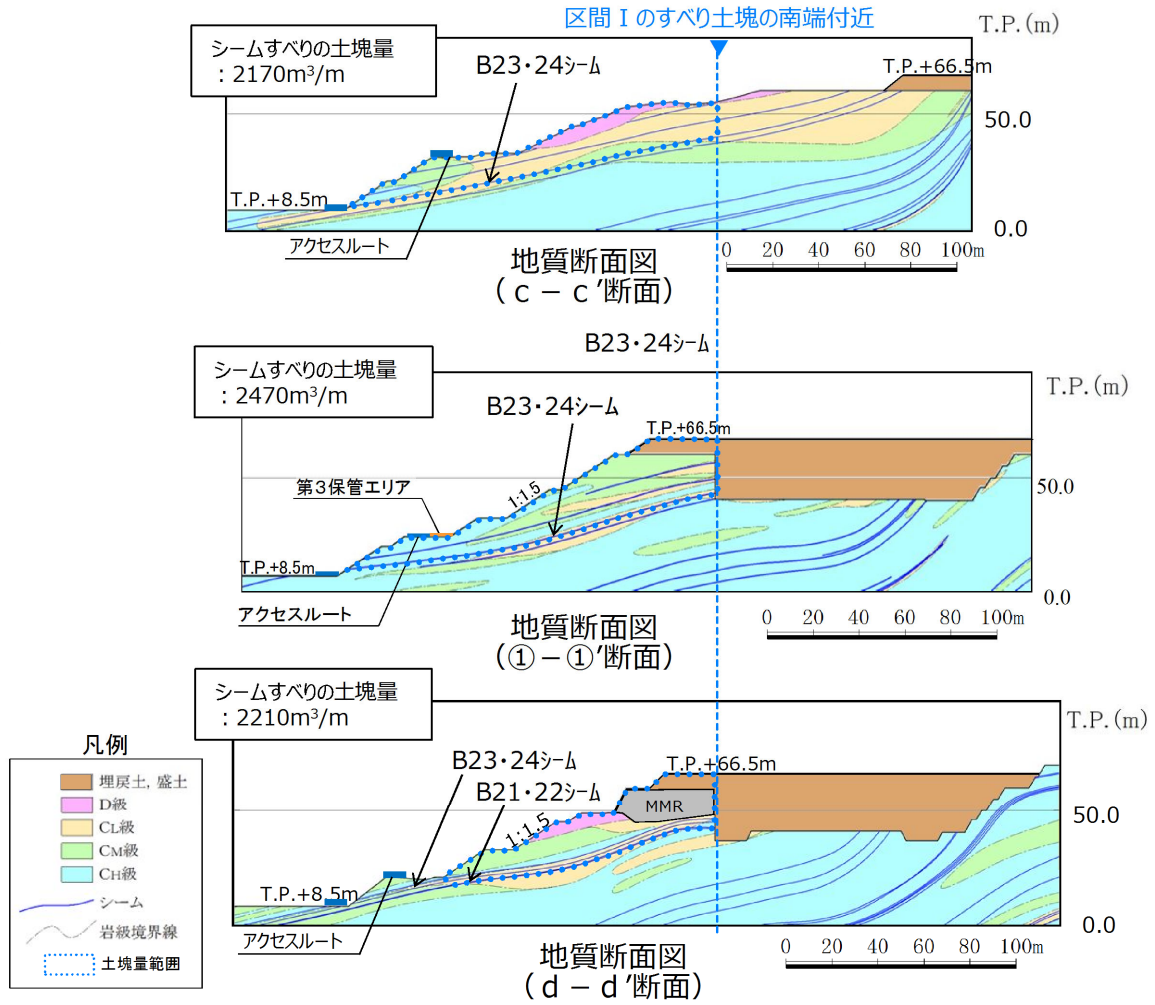 区間Ⅰのすべり土塊の南端付近
T.P.(m)
シームすべりの土塊量
：2170m³/m
B23・24シーム
T.P.+66.5m
50.0
T.P.+8.5m
0.0
アクセスルート
地質断面図
（ｃ－ｃ′断面）
0 20 40 60 80 100m
B23・24シーム
シームすべりの土塊量
：2470m³/m
T.P.(m)
B23・24シーム
T.P.+66.5m
第３保管エリア
1:1.5
50.0
T.P.+8.5m
0.0
アクセスルート
地質断面図
（①－①′断面）
0 20 40 60 80 100m
シームすべりの土塊量
：2210m³/m
T.P.(m)
B23・24シーム
T.P.+66.5m
B21・22シーム
MMR
1:1.5
50.0
T.P.+8.5m
0.0
アクセスルート
地質断面図
（ｄ－ｄ′断面）
0 20 40 60 80 100m
凡例
埋戻土，盛土
D級
CL級
CM級
CH級
シーム
岩級境界線
土塊量範囲